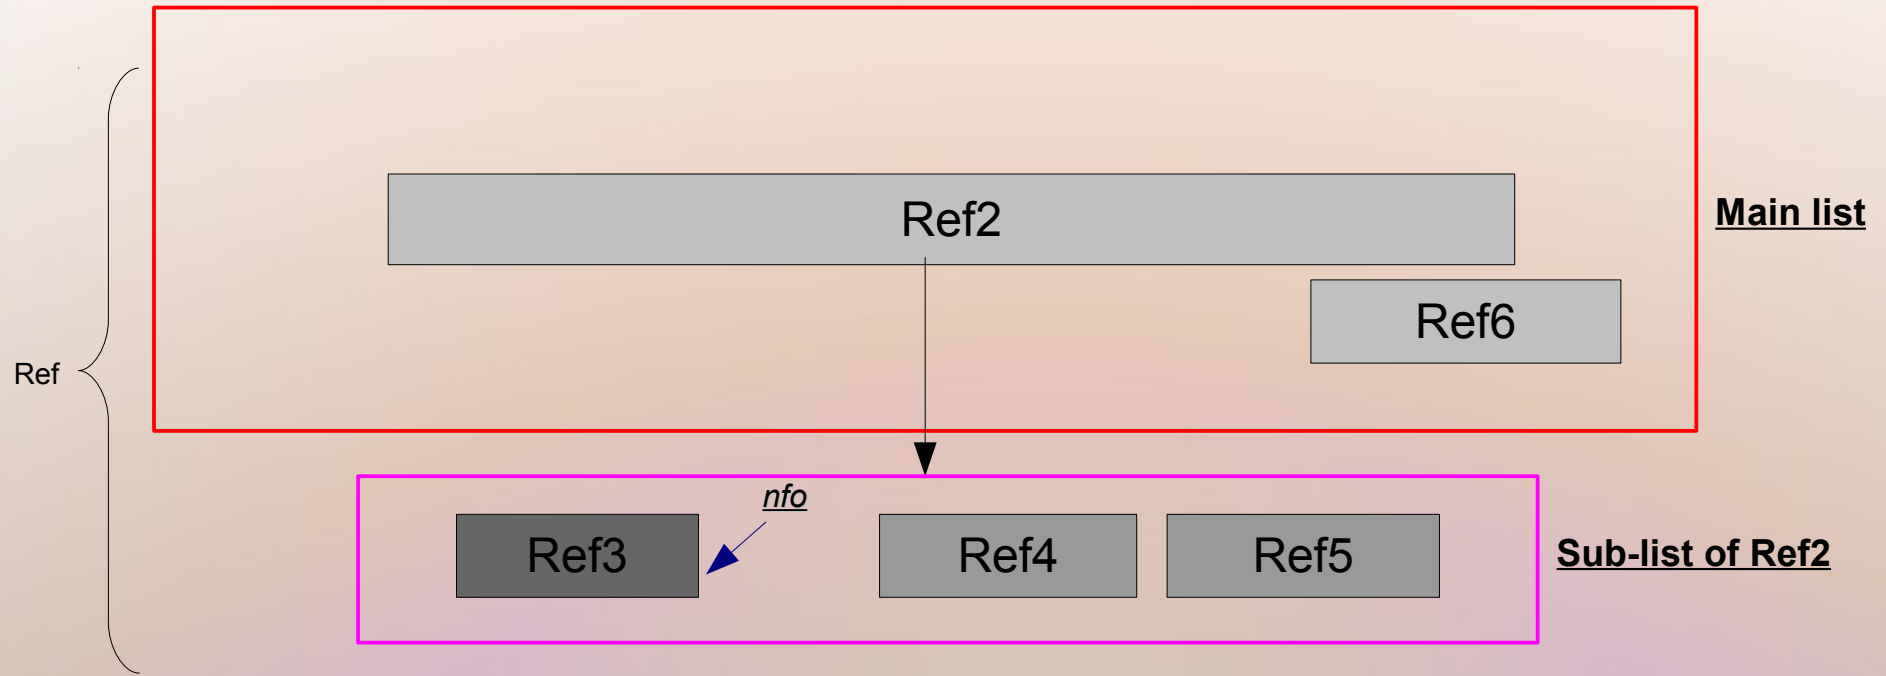 Ref2
Main list
Ref6
Ref
nfo
Ref3
Ref4
Ref5
Sub-list of Ref2